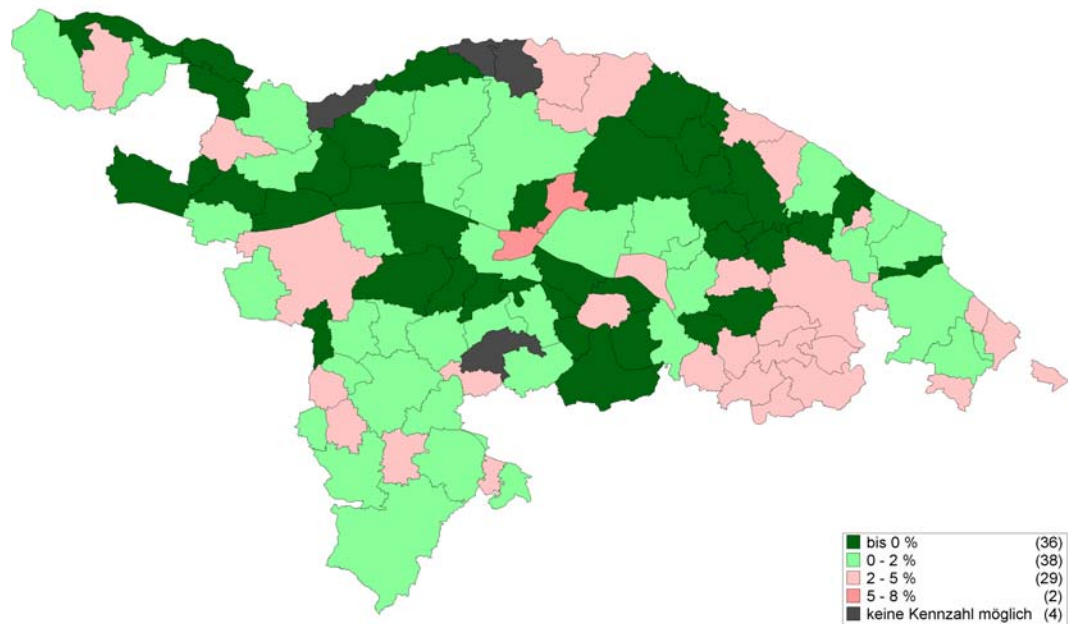 bis 0 % (36)
0 - 2 % (38)
2 - 5 % (29)
5 - 8 % (2)
keine Kennzahl möglich (4)